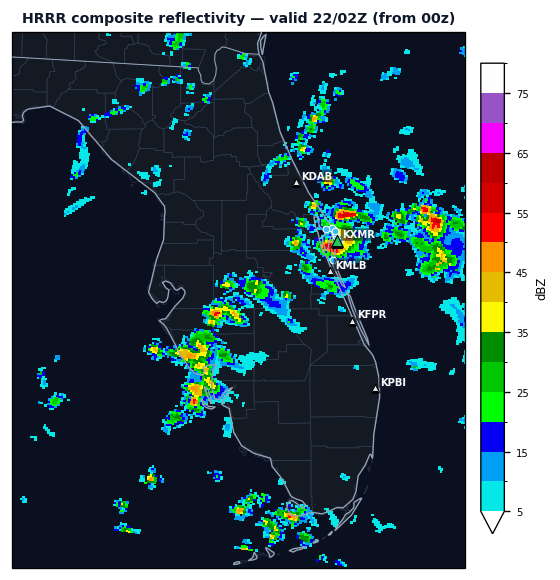 HRRR composite reflectivity — valid 22/02Z (from 00z)
KDAB
KXMR
KMLB
KFPR
KPBI
75
65
55
45
35
25
15
5
dBZ